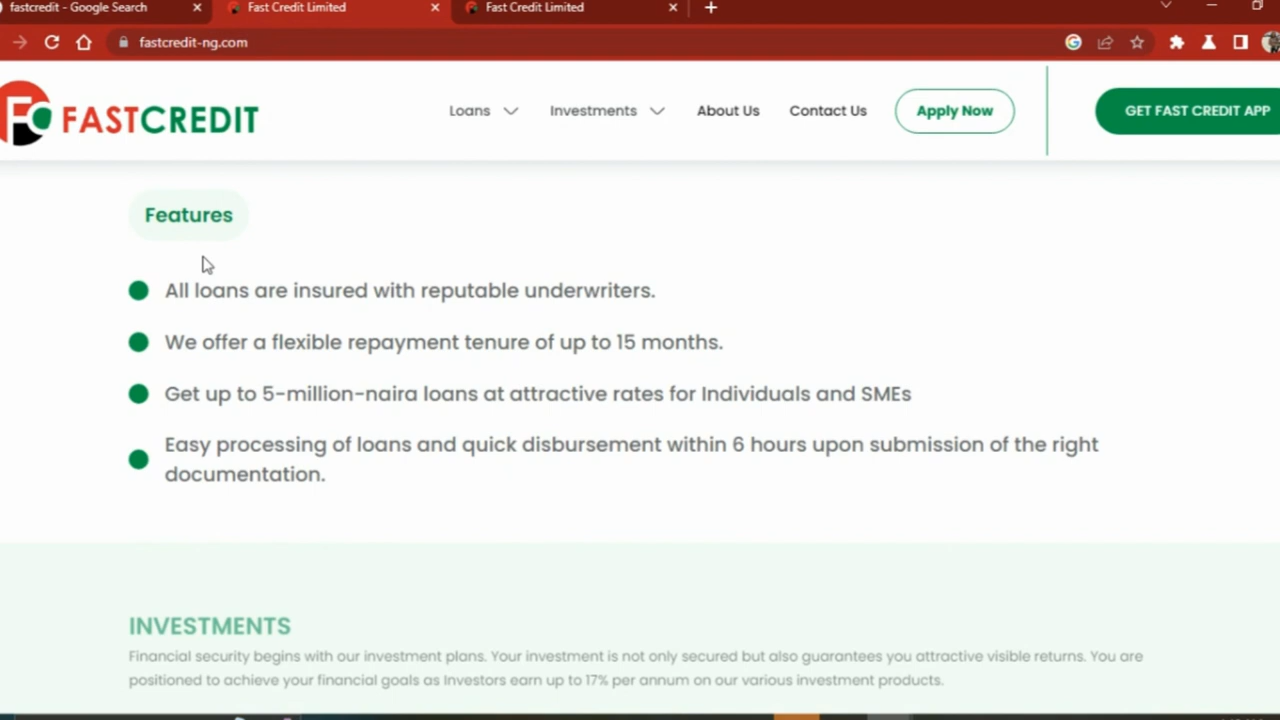 fastcredit - Google Search
Fast Credit Limited
Fast Credit Limited
fastcredit-ng.com
FC FASTCREDIT
Loans
Investments
About Us
Contact Us
Apply Now
GET FAST CREDIT APP
Features
All loans are insured with reputable underwriters.
We offer a flexible repayment tenure of up to 15 months.
Get up to 5-million-naira loans at attractive rates for Individuals and SMEs
Easy processing of loans and quick disbursement within 6 hours upon submission of the right
documentation.
INVESTMENTS
Financial security begins with our investment plans. Your investment is not only secured but also guarantees you attractive visible returns. You are
positioned to achieve your financial goals as Investors earn up to 17% per annum on our various investment products.